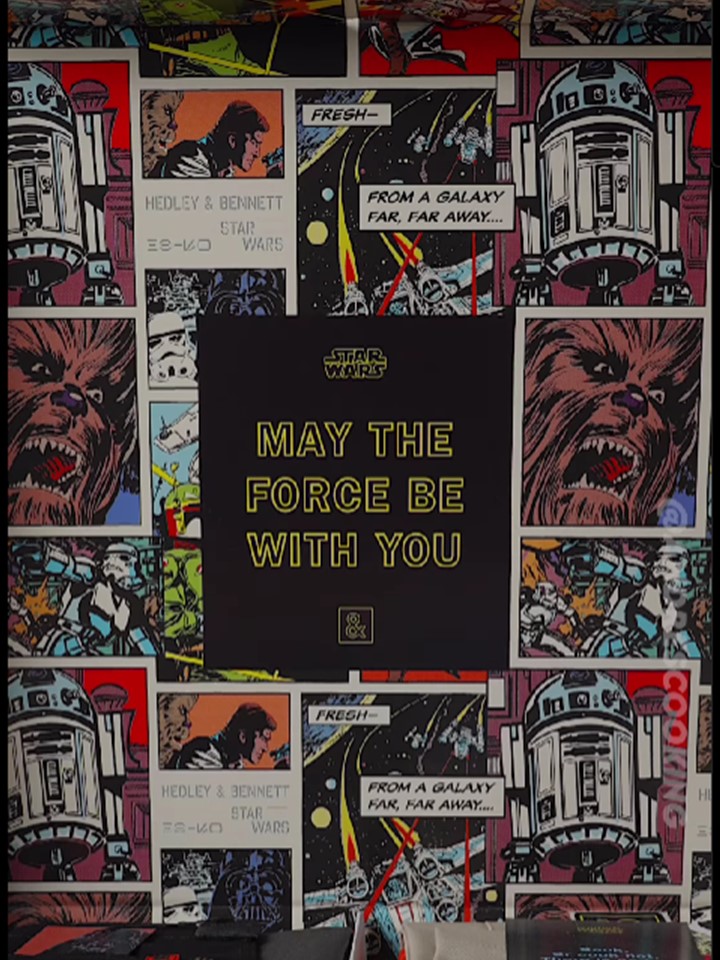 FRESH—
FROM A GALAXY
FAR, FAR AWAY....
HEDLEY & BENNETT
STAR
WARS
STAR
WARS
MAY THE
FORCE BE
WITH YOU
&
FRESH—
FROM A GALAXY
FAR, FAR AWAY....
HEDLEY & BENNETT
STAR
WARS